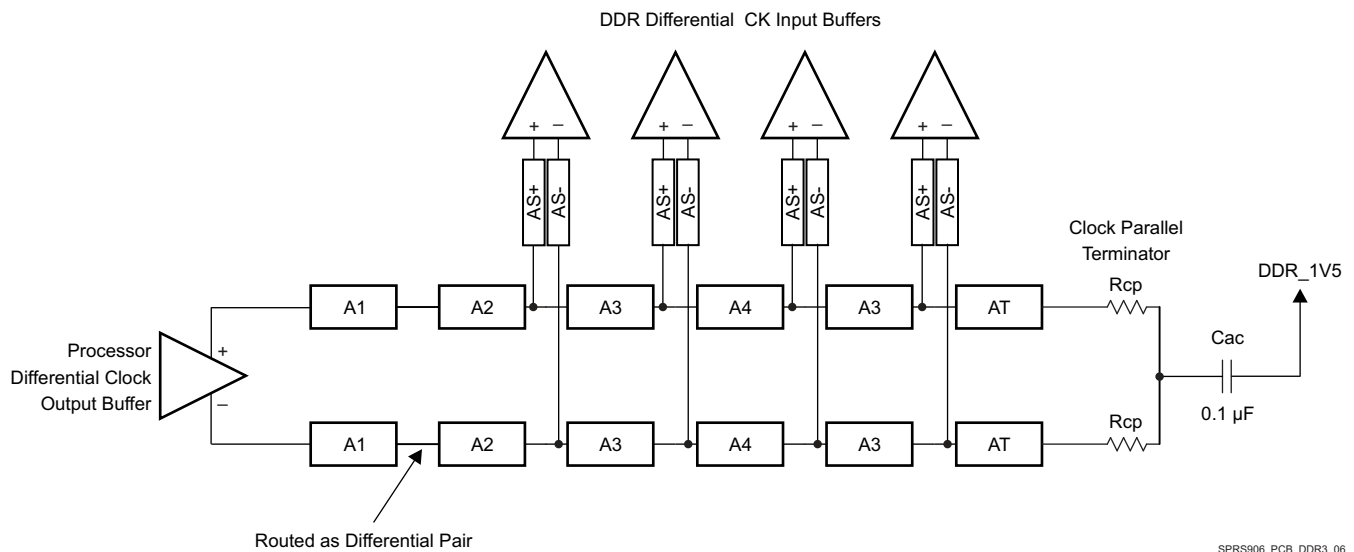 DDR Differential CK Input Buffers
+ − + − + − + −
AS+ AS- AS+ AS- AS+ AS- AS+ AS-
Clock Parallel
Terminator
DDR_1V5
A1 A2 A3 A4 A3 AT Rcp
Processor
Differential Clock
Output Buffer
+
−
Cac
0.1 µF
A1 A2 A3 A4 A3 AT Rcp
Routed as Differential Pair
SPRS906_PCB_DDR3_06